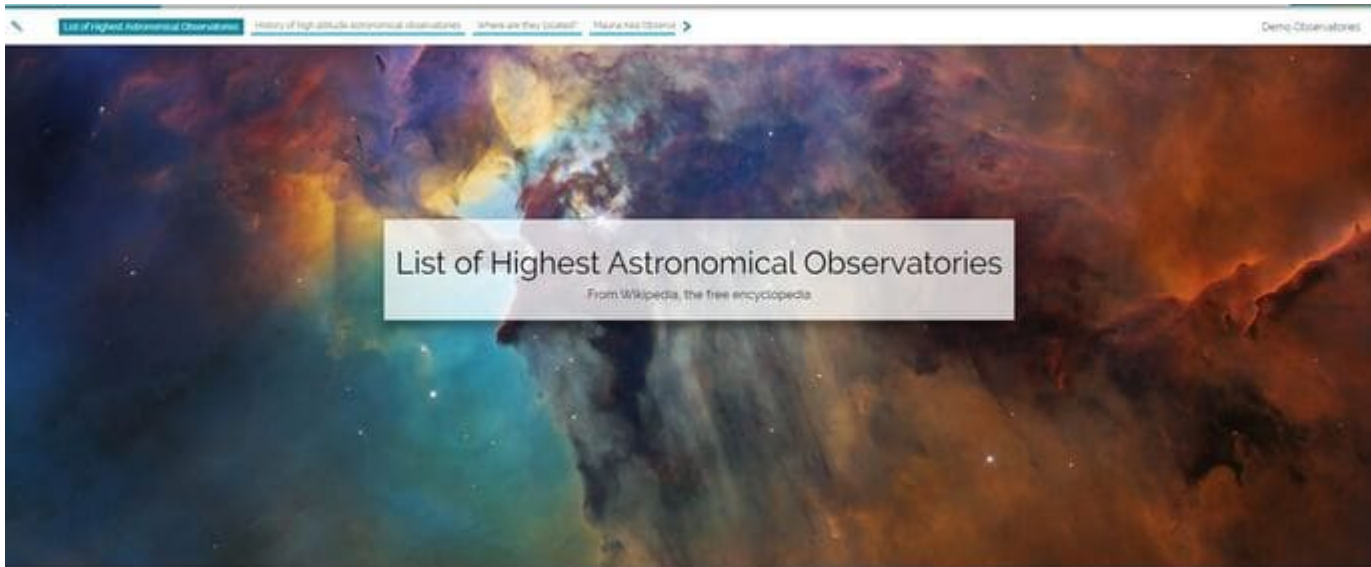 List of Highest Astronomical Observatories
History of high altitude astronomical observatories
Where are they located?
Mauna Kea Observa
Demo Observatories
List of Highest Astronomical Observatories
From Wikipedia, the free encyclopedia